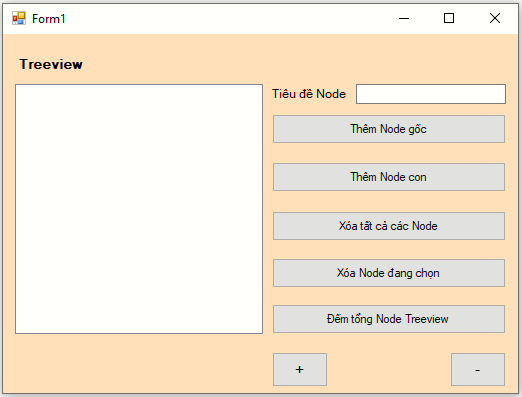 Form1
Treeview
Tiêu đề Node
Thêm Node gốc
Thêm Node con
Xóa tất cả các Node
Xóa Node đang chọn
Đếm tổng Node Treeview
+
-